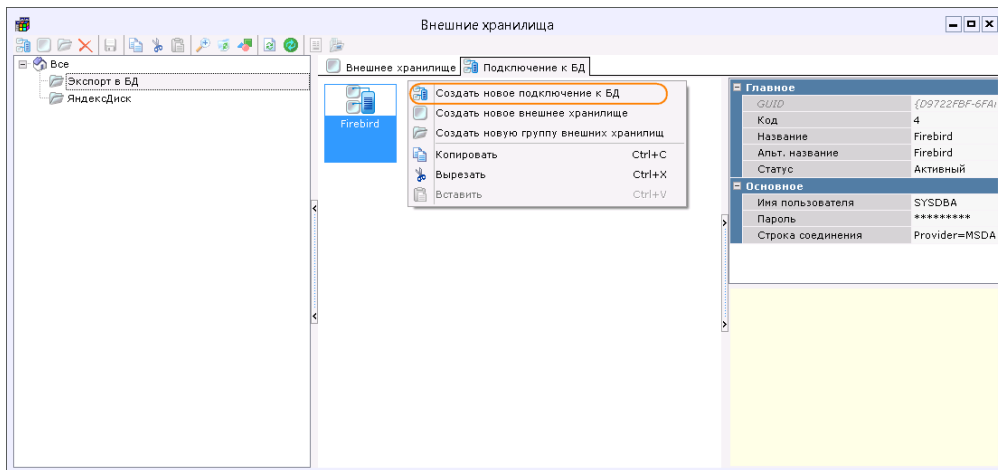 Внешние хранилища
Все
Экспорт в БД
ЯндексДиск
Внешнее хранилище
Подключение к БД
Firebird
Создать новое подключение к БД
Создать новое внешнее хранилище
Создать новую группу внешних хранилищ
Копировать Ctrl+C
Вырезать Ctrl+X
Вставить Ctrl+V
Главное
GUID {D9722FBF-6FA
Код 4
Название Firebird
Альт. название Firebird
Статус Активный
Основное
Имя пользователя SYSDBA
Пароль *********
Строка соединения Provider=MSDA